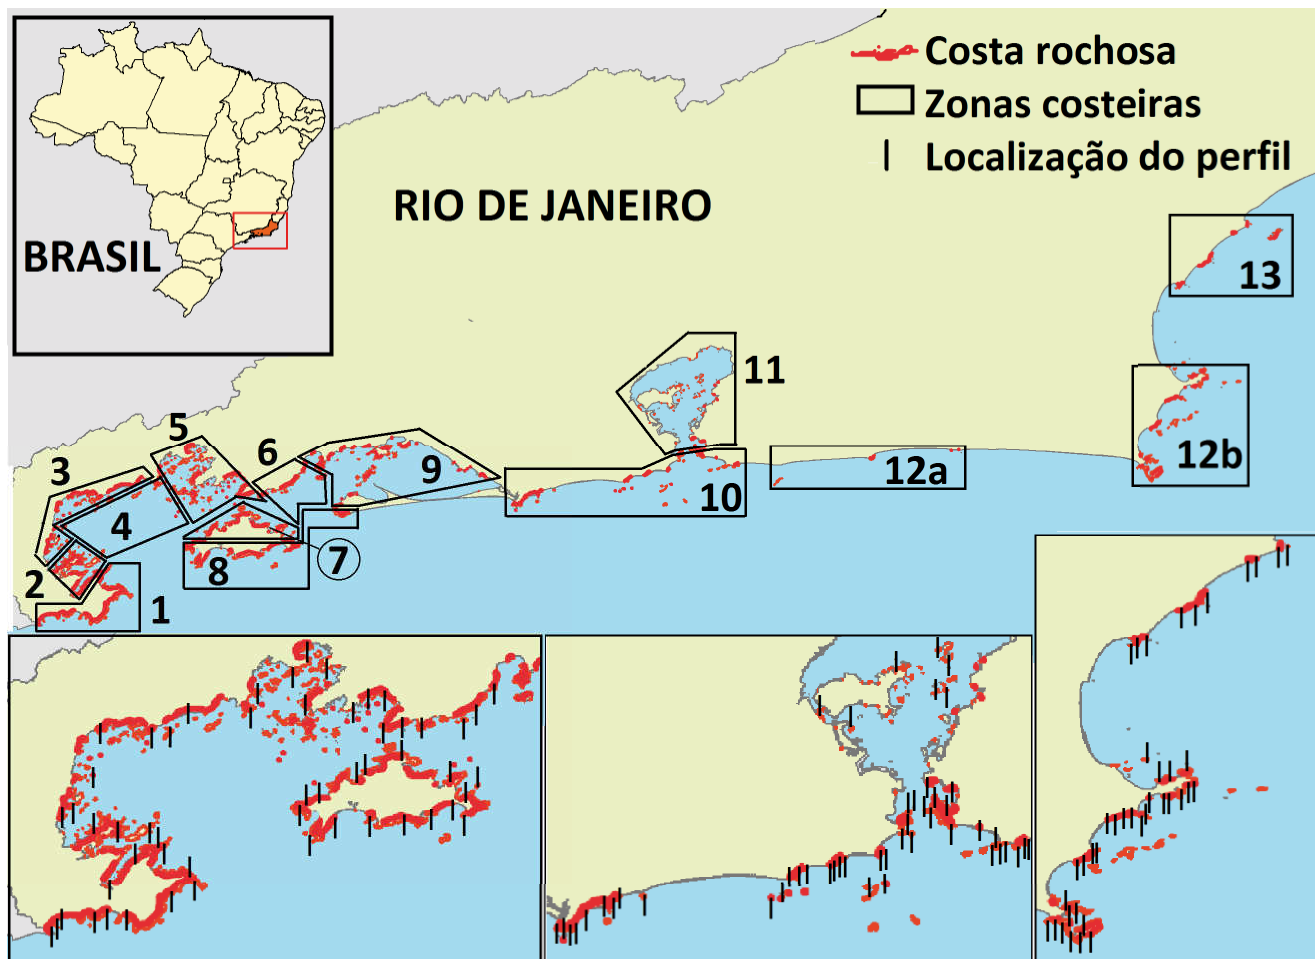 Costa rochosa
Zonas costeiras
Localização do perfil
RIO DE JANEIRO
BRASIL
13
11
5
6
3
9
12a
12b
10
4
7
8
2
1